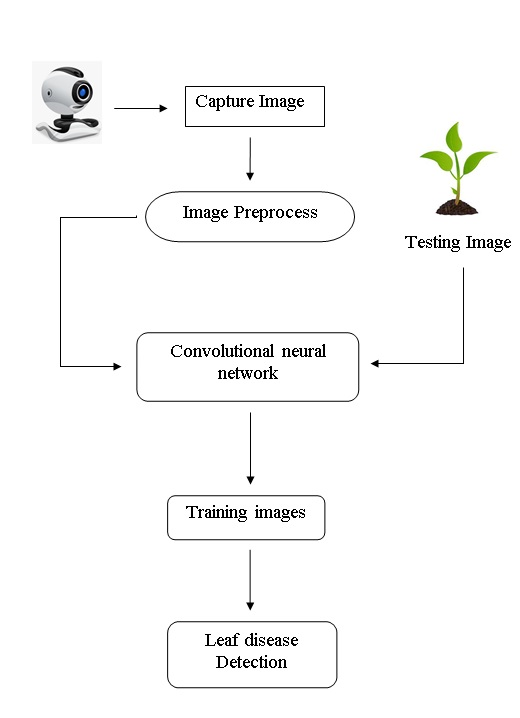 Capture Image
Image Preprocess
Testing Image
Convolutional neural
network
Training images
Leaf disease
Detection